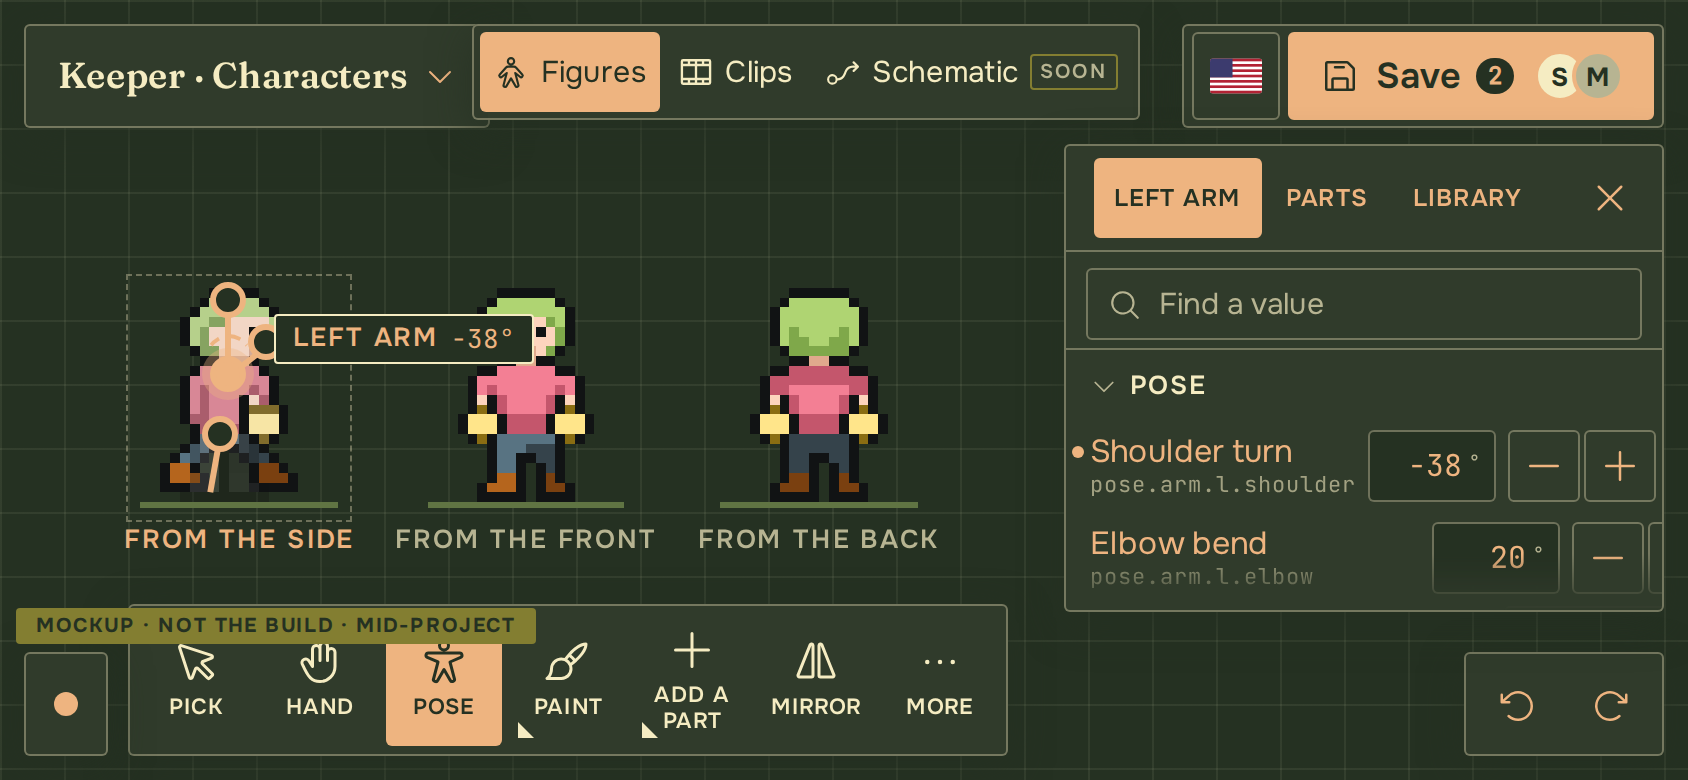 Keeper · Characters
Figures
Clips
Schematic
SOON
Save 2
S M
LEFT ARM
PARTS
LIBRARY
Find a value
POSE
Shoulder turn
pose.arm.l.shoulder
-38 °
Elbow bend
pose.arm.l.elbow
20 °
LEFT ARM -38°
FROM THE SIDE
FROM THE FRONT
FROM THE BACK
MOCKUP · NOT THE BUILD · MID-PROJECT
PICK
HAND
POSE
PAINT
ADD A
PART
MIRROR
MORE